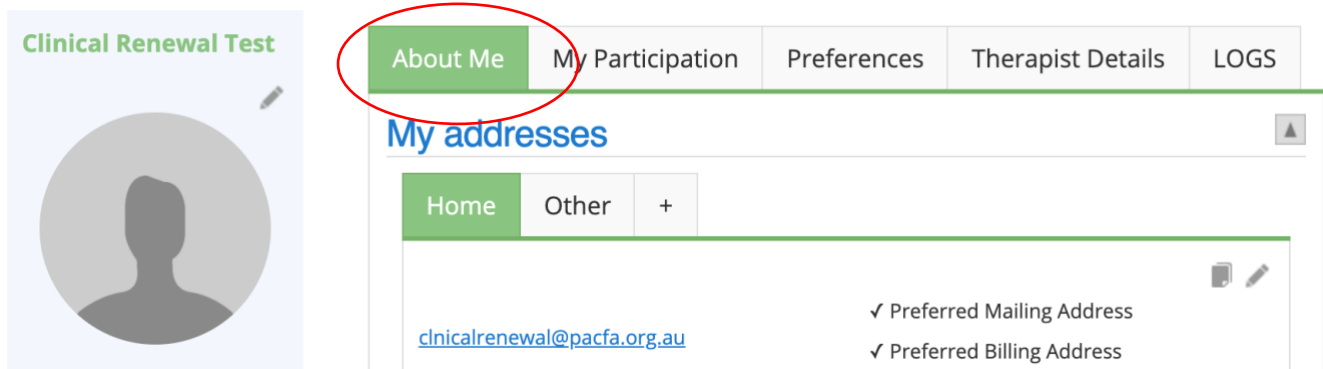 Clinical Renewal Test
About Me My Participation Preferences Therapist Details LOGS
My addresses
Home Other +
✓ Preferred Mailing Address
clnicalrenewal@pacfa.org.au
✓ Preferred Billing Address